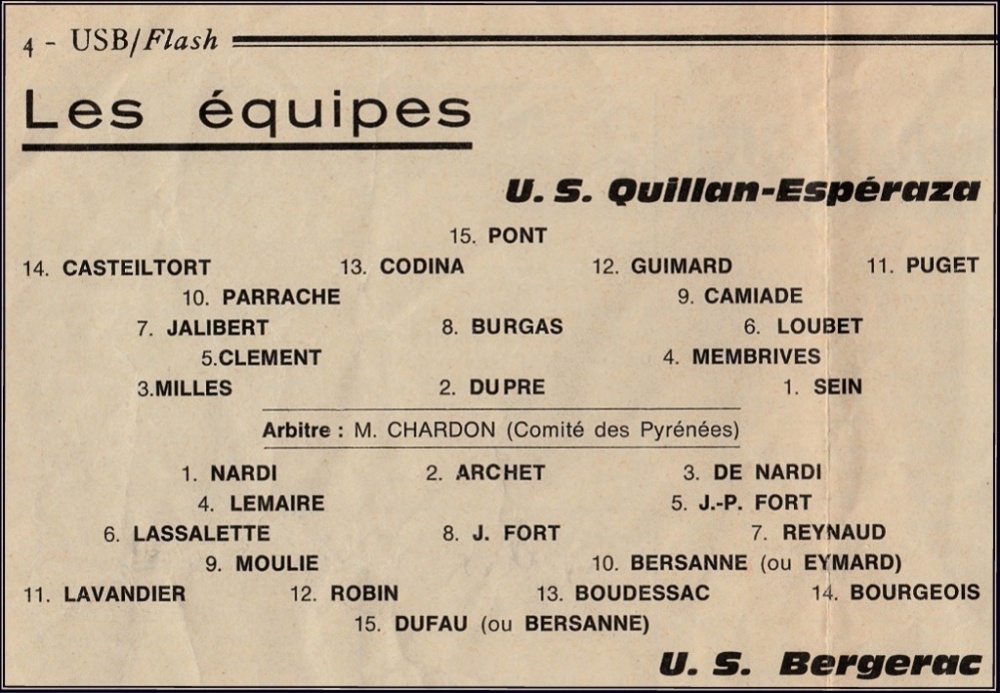 4 - USB/Flash
Les équipes
U. S. Quillan-Espéraza
15. PONT
14. CASTEILTORT 13. CODINA 12. GUIMARD 11. PUGET
10. PARRACHE 9. CAMIADE
7. JALIBERT 8. BURGAS 6. LOUBET
5.CLEMENT 4. MEMBRIVES
3.MILLES 2. DUPRE 1. SEIN
Arbitre : M. CHARDON (Comité des Pyrénées)
1. NARDI 2. ARCHET 3. DE NARDI
4. LEMAIRE 5. J.-P. FORT
6. LASSALETTE 8. J. FORT 7. REYNAUD
9. MOULIE 10. BERSANNE (ou EYMARD)
11. LAVANDIER 12. ROBIN 13. BOUDESSAC 14. BOURGEOIS
15. DUFAU (ou BERSANNE)
U. S. Bergerac